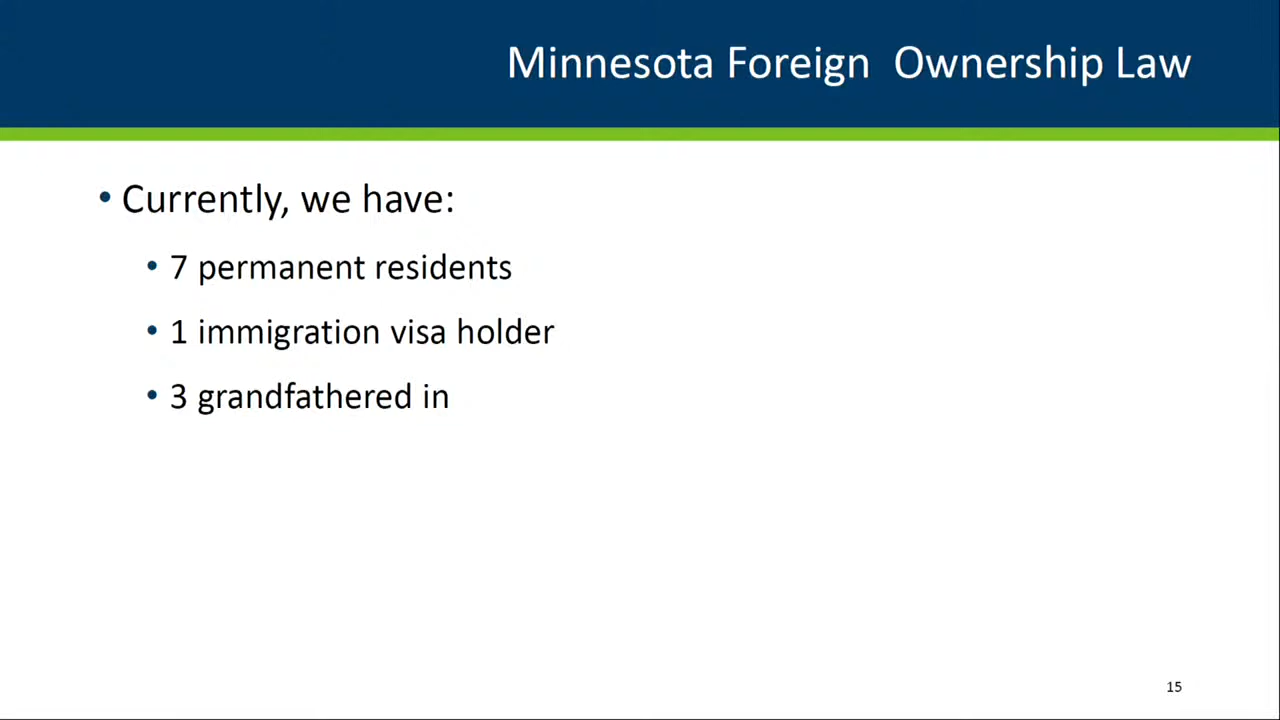 Minnesota Foreign  Ownership Law
• Currently, we have:
• 7 permanent residents
• 1 immigration visa holder
• 3 grandfathered in
15